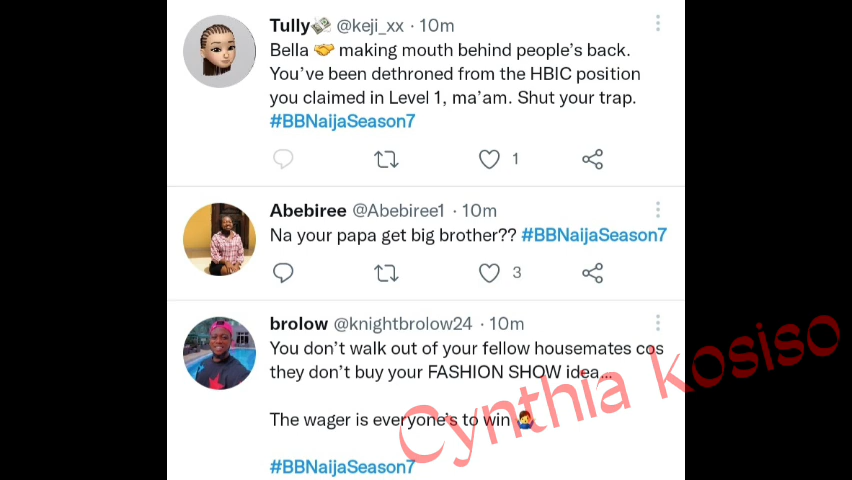 Tully💸 @keji_xx · 10m
Bella 🤝 making mouth behind people's back.
You've been dethroned from the HBIC position
you claimed in Level 1, ma'am. Shut your trap.
#BBNaijaSeason7
1
Abebiree @Abebiree1 · 10m
Na your papa get big brother?? #BBNaijaSeason7
3
brolow @knightbrolow24 · 10m
You don't walk out of your fellow housemates cos
they don't buy your FASHION SHOW idea...
The wager is everyone's to win 🤷‍♂️
#BBNaijaSeason7
Cynthia kosiso